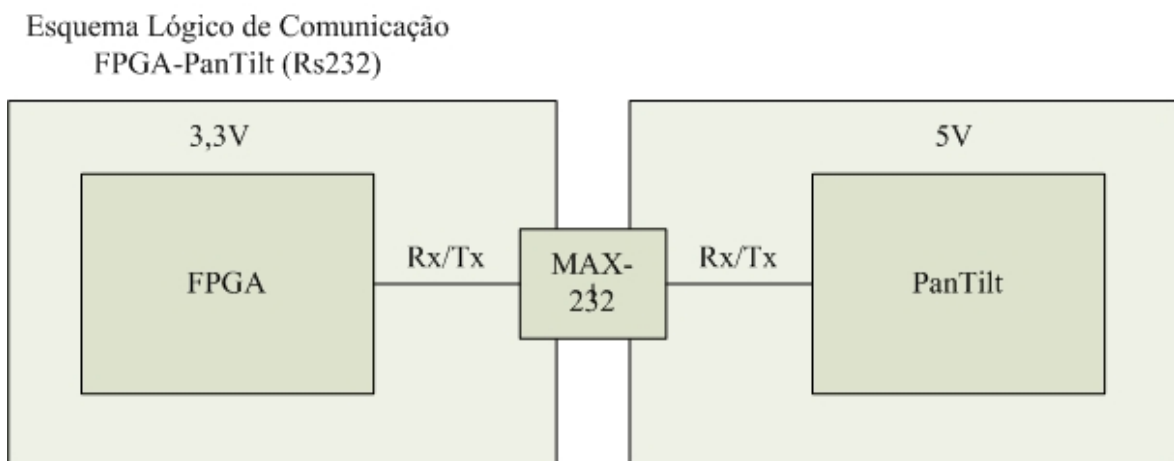 Esquema Lógico de Comunicação
FPGA-PanTilt (Rs232)
3,3V
5V
FPGA
Rx/Tx
MAX-
232
Rx/Tx
PanTilt